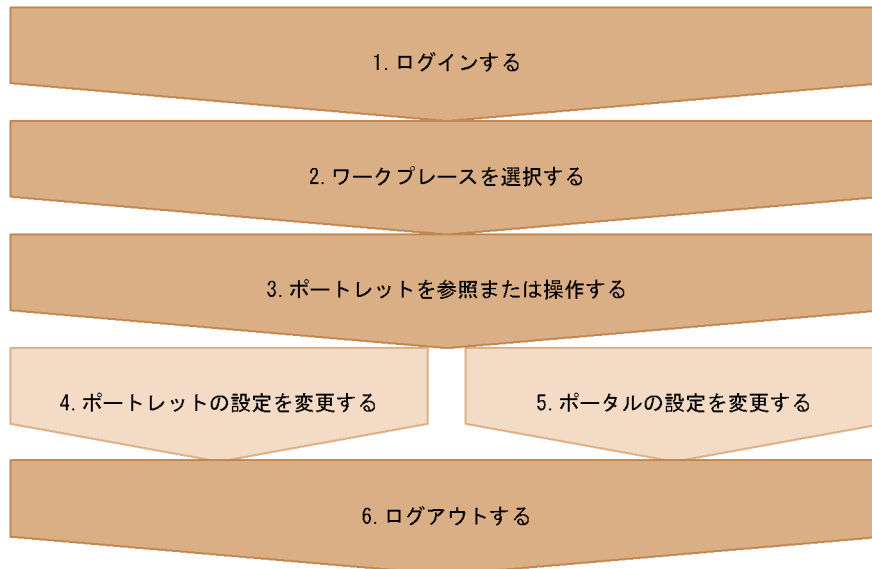 1. ログインする
2. ワークプレースを選択する
3. ポートレットを参照または操作する
4. ポートレットの設定を変更する
5. ポータルの設定を変更する
6. ログアウトする